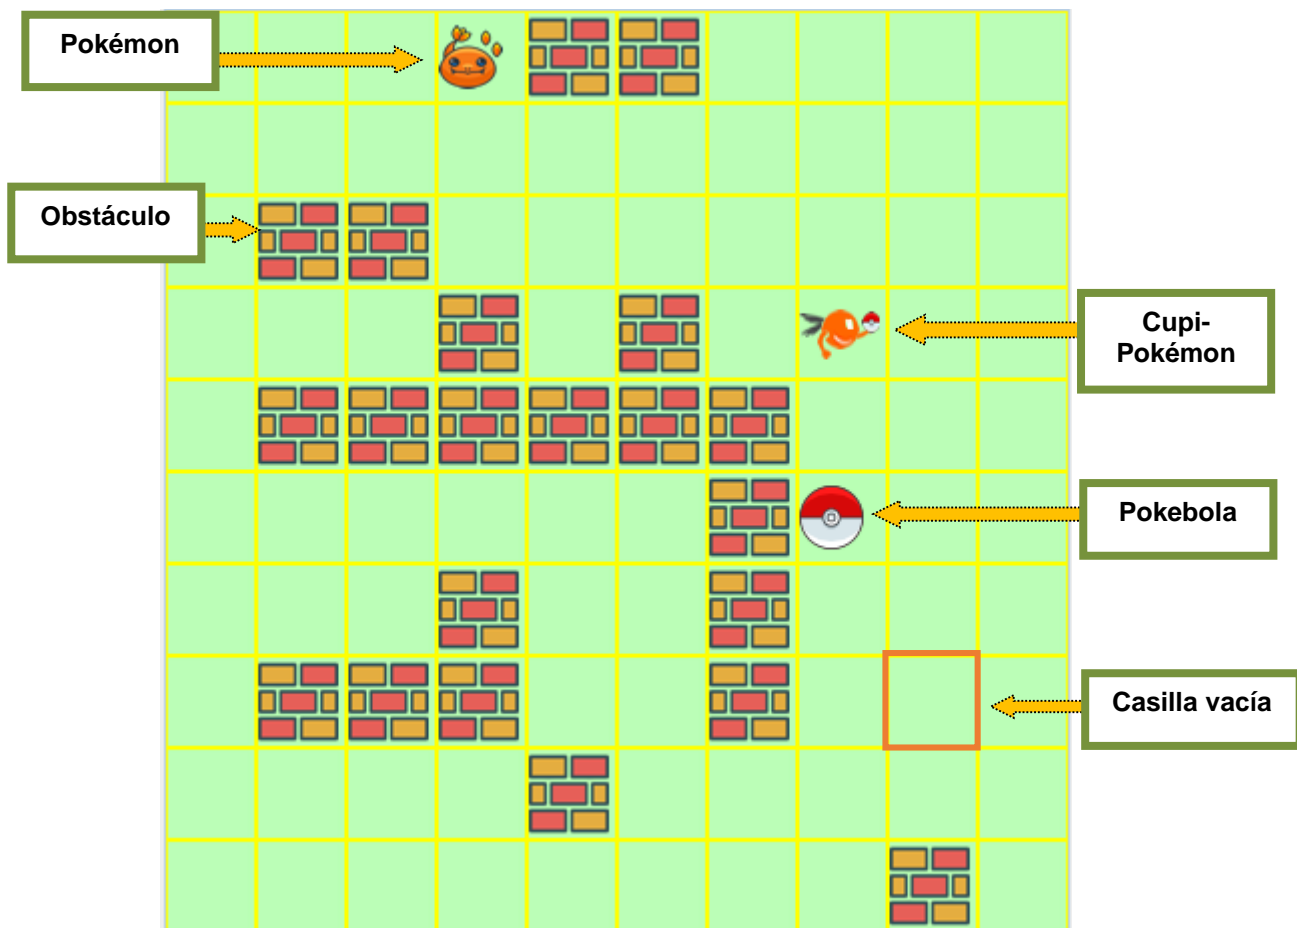 Pokémon
Obstáculo
Cupi-
Pokémon
Pokebola
Casilla vacía